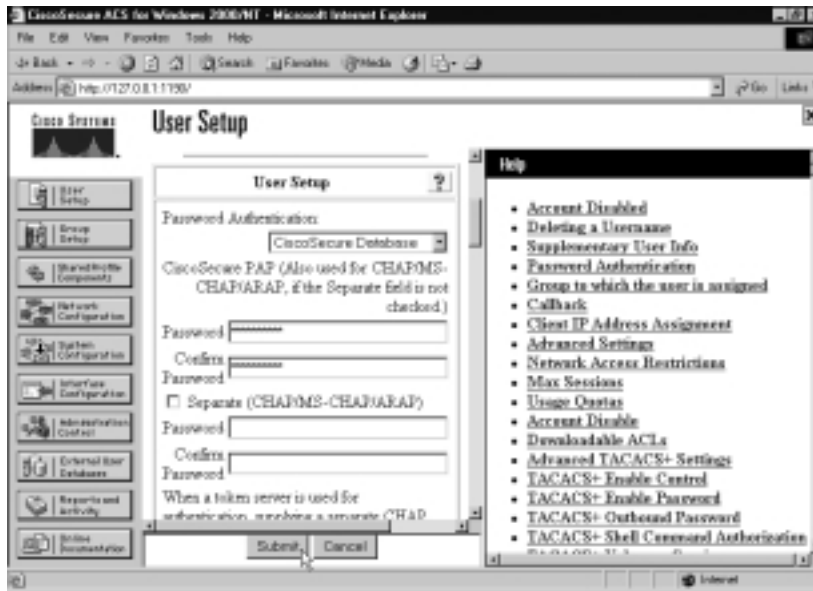 CiscoSecure ACS for Windows 2000/NT - Microsoft Internet Explorer
File Edit View Favorites Tools Help
Back Search Favorites Media
Address http://127.0.0.1:1190/ Go Links
CISCO SYSTEMS
User Setup
User Setup
Group Setup
Shared Profile Components
Network Configuration
System Configuration
Interface Configuration
Administration Control
External User Databases
Reports and Activity
Online Documentation
User Setup ?
Password Authentication:
CiscoSecure Database
CiscoSecure PAP (Also used for CHAP/MS-
CHAP/ARAP, if the Separate field is not
checked.)
Password
Confirm
Password
Separate (CHAP/MS-CHAP/ARAP)
Password
Confirm
Password
When a token server is used for
authentication, supplying a separate CHAP
Submit Cancel
Help
Account Disabled
Deleting a Username
Supplementary User Info
Password Authentication
Group to which the user is assigned
Callback
Client IP Address Assignment
Advanced Settings
Network Access Restrictions
Max Sessions
Usage Quotas
Account Disable
Downloadable ACLs
Advanced TACACS+ Settings
TACACS+ Enable Control
TACACS+ Enable Password
TACACS+ Outbound Password
TACACS+ Shell Command Authorization
Internet